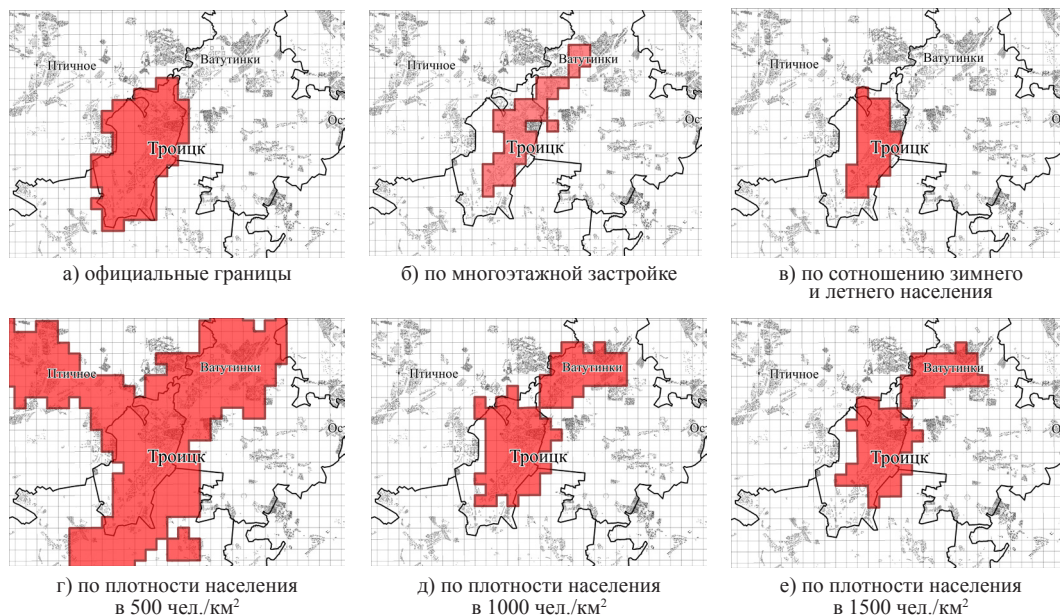 Птичное
Ватутинки
Ос
Троицк
а) официальные границы
Ватутинки
Птичное
Ос
Троицк
б) по многоэтажной застройке
Птичное
Ватутинки
Ос
Троицк
в) по сотношению зимнего
и летнего населения
Птичное
Ватутинки
Ос
Троицк
г) по плотности населения
в 500 чел./км²
Птичное
Ватутинки
О
Троицк
д) по плотности населения
в 1000 чел./км²
Птичное
Ватутинки
О
Троицк
е) по плотности населения
в 1500 чел./км²